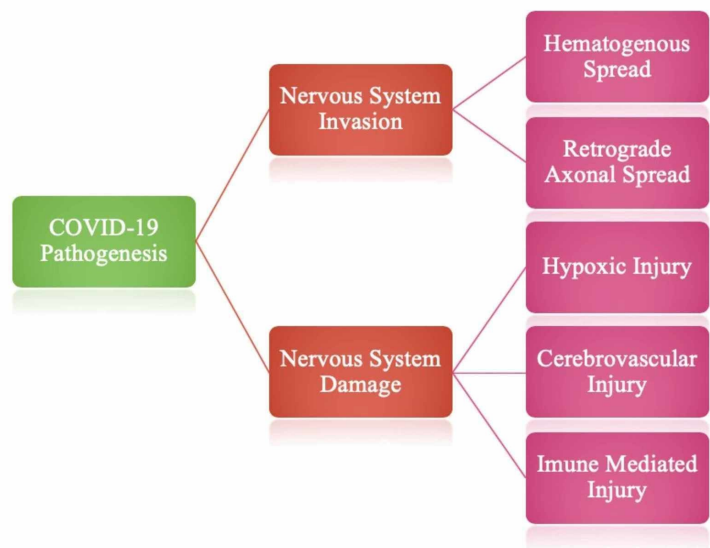 COVID-19
Pathogenesis
Nervous System
Invasion
Nervous System
Damage
Hematogenous
Spread
Retrograde
Axonal Spread
Hypoxic Injury
Cerebrovascular
Injury
Imune Mediated
Injury